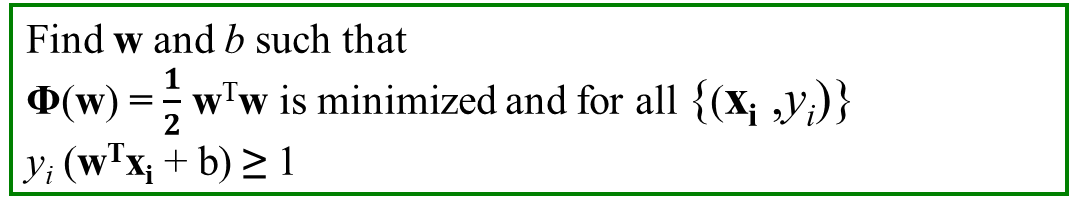 Find w and b such that
Φ(w) = 1/2 wᵀw is minimized and for all {(xᵢ ,yᵢ)}
yᵢ (wᵀxᵢ + b) ≥ 1